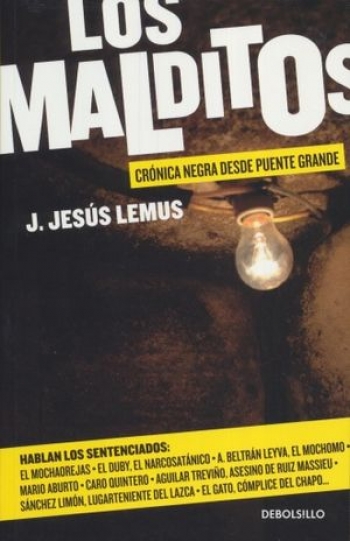 LOS
MALDITOS
CRÓNICA NEGRA DESDE PUENTE GRANDE
J. JESÚS LEMUS
HABLAN LOS SENTENCIADOS:
EL MOCHAOREJAS • EL DUBY, EL NARCOSATÁNICO • A. BELTRÁN LEYVA, EL MOCHOMO •
MARIO ABURTO • CARO QUINTERO • AGUILAR TREVIÑO, ASESINO DE RUIZ MASSIEU •
SÁNCHEZ LIMÓN, LUGARTENIENTE DEL LAZCA • EL GATO, CÓMPLICE DEL CHAPO...
DEBOLS!LLO